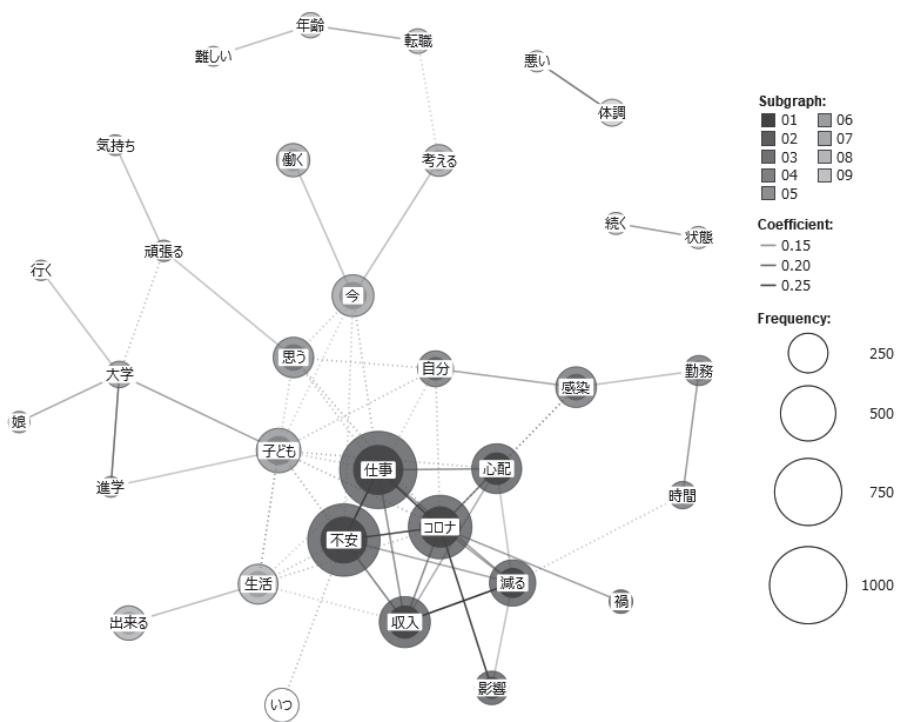 年齢
転職
難しい
悪い
体調
気持ち
働く
考える
続く
状態
頑張る
行く
今
思う
自分
感染
勤務
大学
娘
子ども
仕事
心配
進学
時間
コロナ
不安
生活
減る
禍
出来る
収入
影響
いつ
Subgraph:
01
02
03
04
05
06
07
08
09
Coefficient:
0.15
0.20
0.25
Frequency:
250
500
750
1000